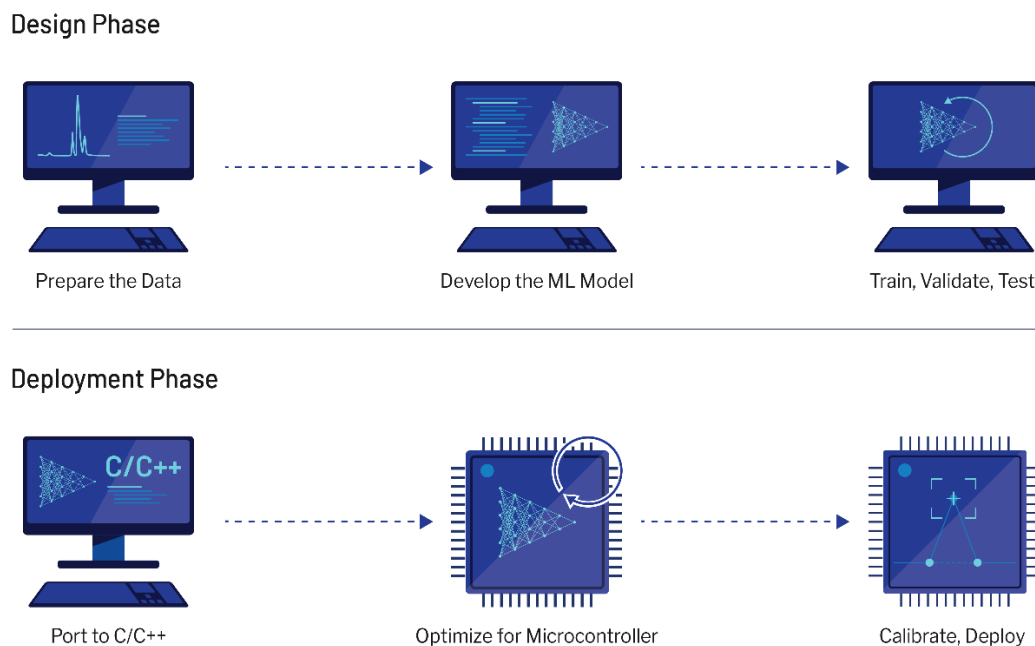 Design Phase
Prepare the Data
Develop the ML Model
Train, Validate, Test
Deployment Phase
C/C++
Port to C/C++
Optimize for Microcontroller
Calibrate, Deploy